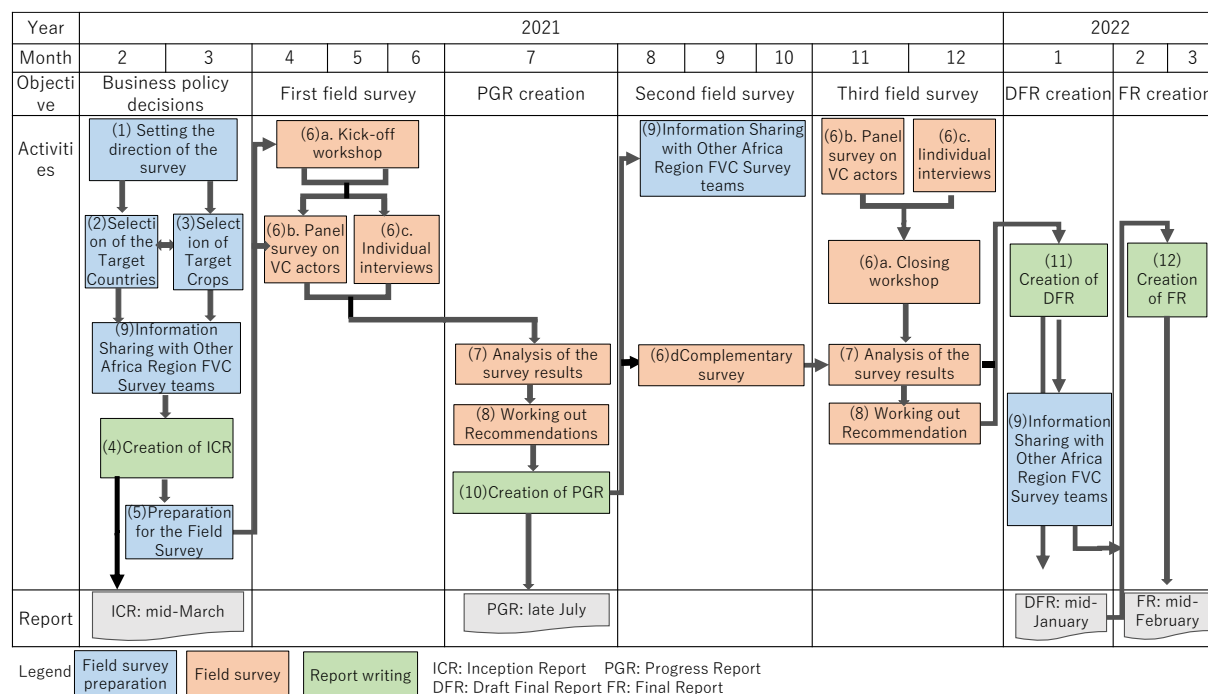 Year
2021
2022
Month
2
3
4
5
6
7
8
9
10
11
12
1
2
3
Objecti
ve
Business policy
decisions
First field survey
PGR creation
Second field survey
Third field survey
DFR creation
FR creation
Activiti
es
(1) Setting the
direction of the
survey
(2)Selecti
on of the
Target
Countries
(3)Select
ion of
Target
Crops
(9)Information
Sharing with Other
Africa Region FVC
Survey teams
(4)Creation of ICR
(5)Preparation
for the Field
Survey
(6)a. Kick-off
workshop
(6)b. Panel
survey on
VC actors
(6)c.
Individual
interviews
(7) Analysis of the
survey results
(8) Working out
Recommendations
(10)Creation of PGR
(9)Information Sharing
with Other Africa
Region FVC Survey
teams
(6)dComplementary
survey
(6)b. Panel
survey on
VC actors
(6)c.
Iindividual
interviews
(6)a. Closing
workshop
(7) Analysis of the
survey results
(8) Working out
Recommendation
(11)
Creation of
DFR
(9)Information
Sharing with
Other Africa
Region FVC
Survey teams
(12)
Creation
of FR
Report
ICR: mid-March
PGR: late July
DFR: mid-
January
FR: mid-
February
Legend
Field survey
preparation
Field survey
Report writing
ICR: Inception Report PGR: Progress Report
DFR: Draft Final Report FR: Final Report